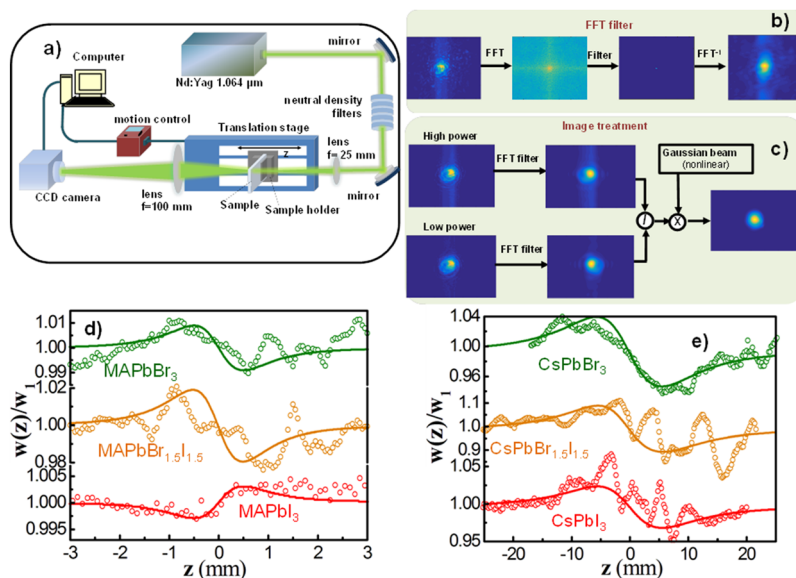 a)
Computer
Nd:Yag 1.064 µm
mirror
neutral density
filters
motion control
Translation stage
z
lens
f= 25 mm
CCD camera
lens
f=100 mm
Sample
Sample holder
mirror
FFT filter
b)
FFT
Filter
FFT-1
Image treatment
c)
High power
FFT filter
Gaussian beam
(nonlinear)
/
X
Low power
FFT filter
d)
w(z)/w1
1.01
1.00
0.99
1.02
1.00
0.98
1.005
1.000
0.995
MAPbBr3
MAPbBr1.5I1.5
MAPbI3
-3 -2 -1 0 1 2 3
z (mm)
e)
w(z)/w1
1.04
1.00
0.96
1.1
1.0
0.9
1.05
1.00
0.95
CsPbBr3
CsPbBr1.5I1.5
CsPbI3
-20 -10 0 10 20
z (mm)